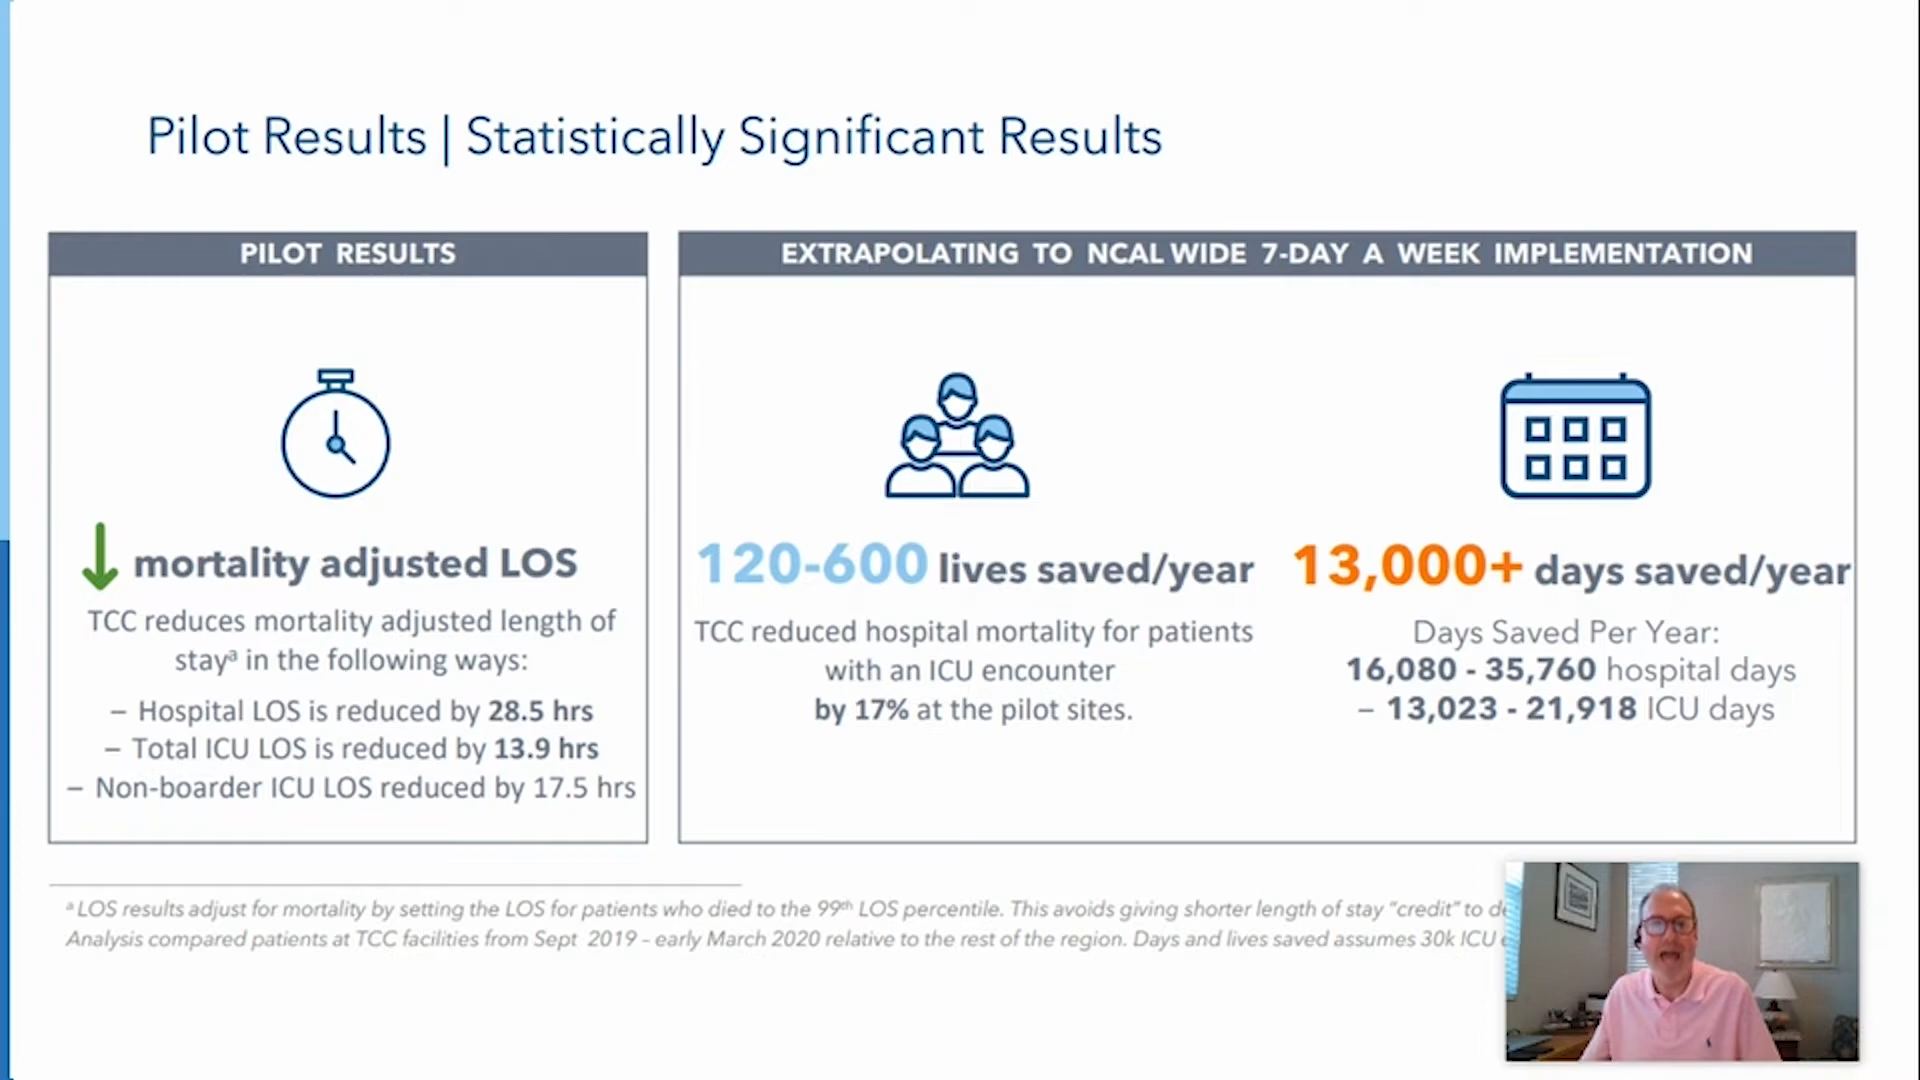 Pilot Results | Statistically Significant Results
PILOT RESULTS
mortality adjusted LOS
TCC reduces mortality adjusted length of
stayᵃ in the following ways:
– Hospital LOS is reduced by 28.5 hrs
– Total ICU LOS is reduced by 13.9 hrs
– Non-boarder ICU LOS reduced by 17.5 hrs
EXTRAPOLATING TO NCAL WIDE 7-DAY A WEEK IMPLEMENTATION
120-600 lives saved/year
TCC reduced hospital mortality for patients
with an ICU encounter
by 17% at the pilot sites.
13,000+ days saved/year
Days Saved Per Year:
16,080 - 35,760 hospital days
– 13,023 - 21,918 ICU days
ᵃ LOS results adjust for mortality by setting the LOS for patients who died to the 99ᵗʰ LOS percentile. This avoids giving shorter length of stay “credit” to
Analysis compared patients at TCC facilities from Sept 2019 – early March 2020 relative to the rest of the region. Days and lives saved assumes 30k ICU